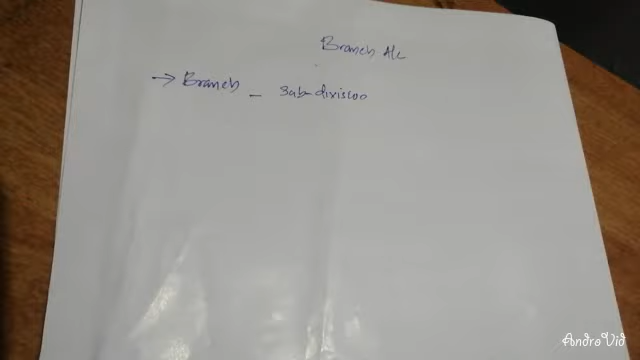 Branch A/c
→ Branch - Sub-division
AndroVid